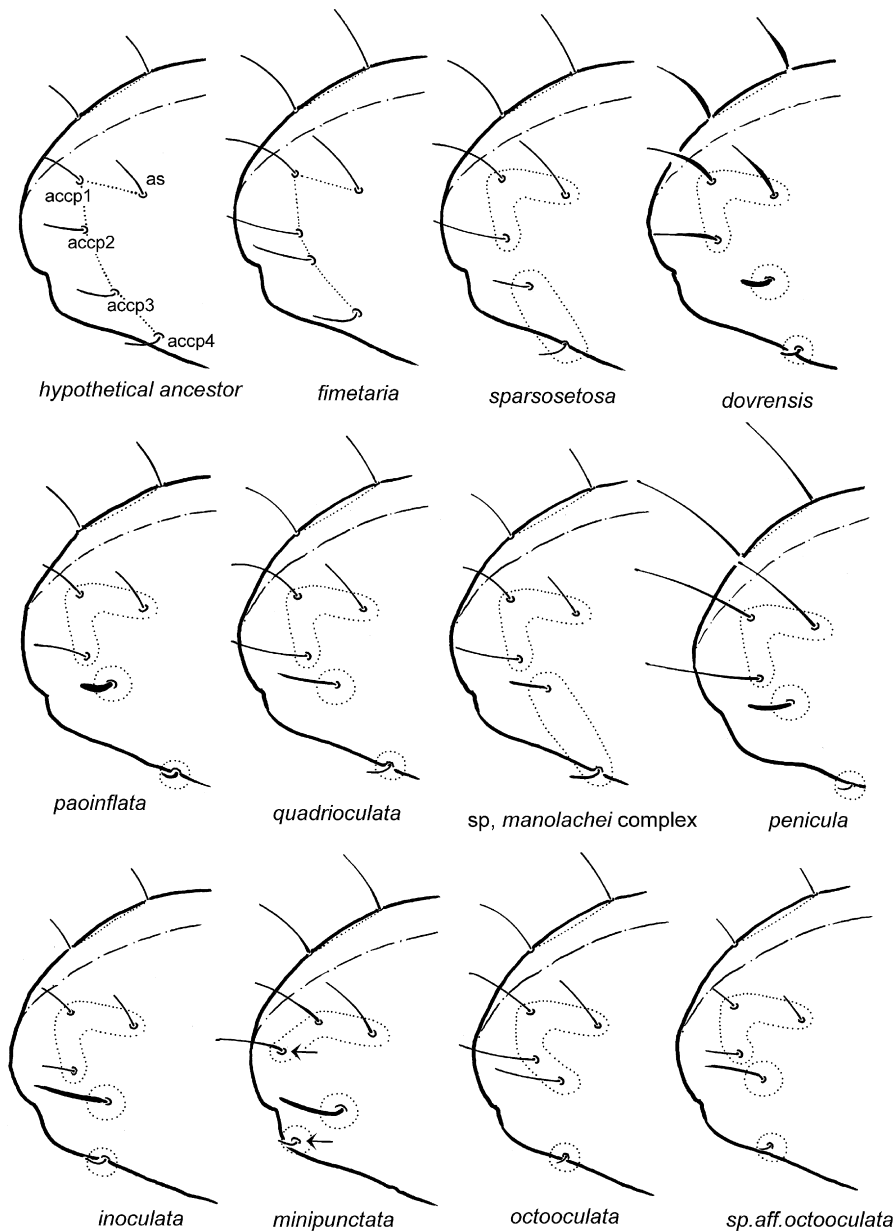 as
accp1
accp2
accp3
accp4
hypothetical ancestor
fimetaria
sparsosetosa
dovrensis
paoinflata
quadrioculata
sp, manolachei complex
penicula
inoculata
minipunctata
octooculata
sp.aff.octooculata